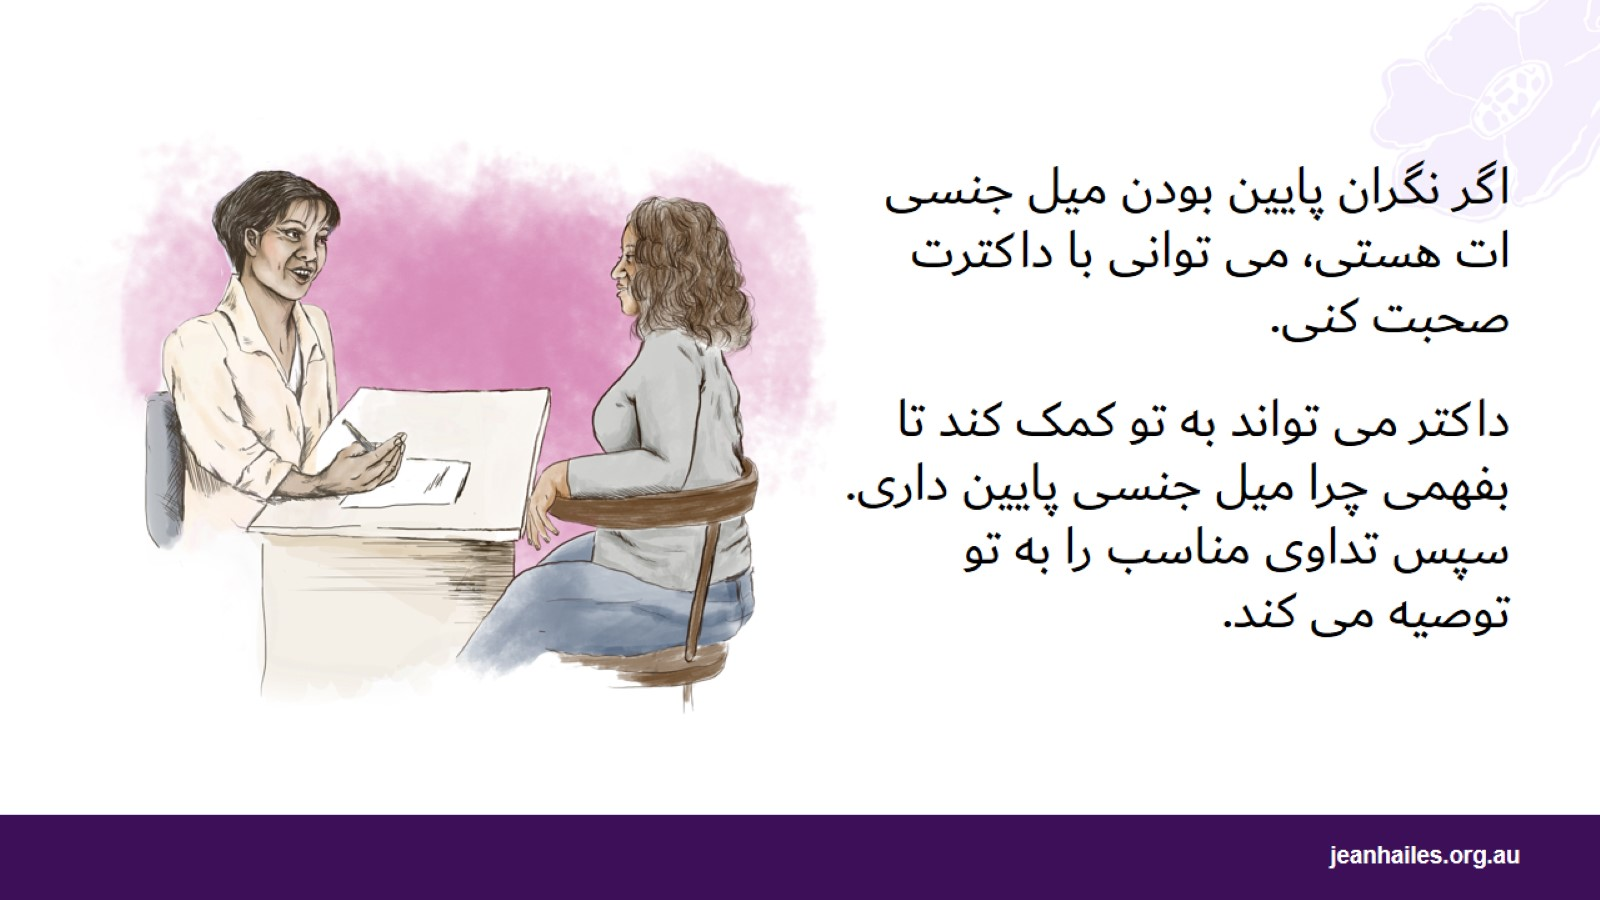 اگر نگران پایین بودن میل جنسی
ات هستی، می توانی با داکترت
صحبت کنی.
داکتر می تواند به تو کمک کند تا
بفهمی چرا میل جنسی پایین داری.
سپس تداوی مناسب را به تو
توصیه می کند.
jeanhailes.org.au